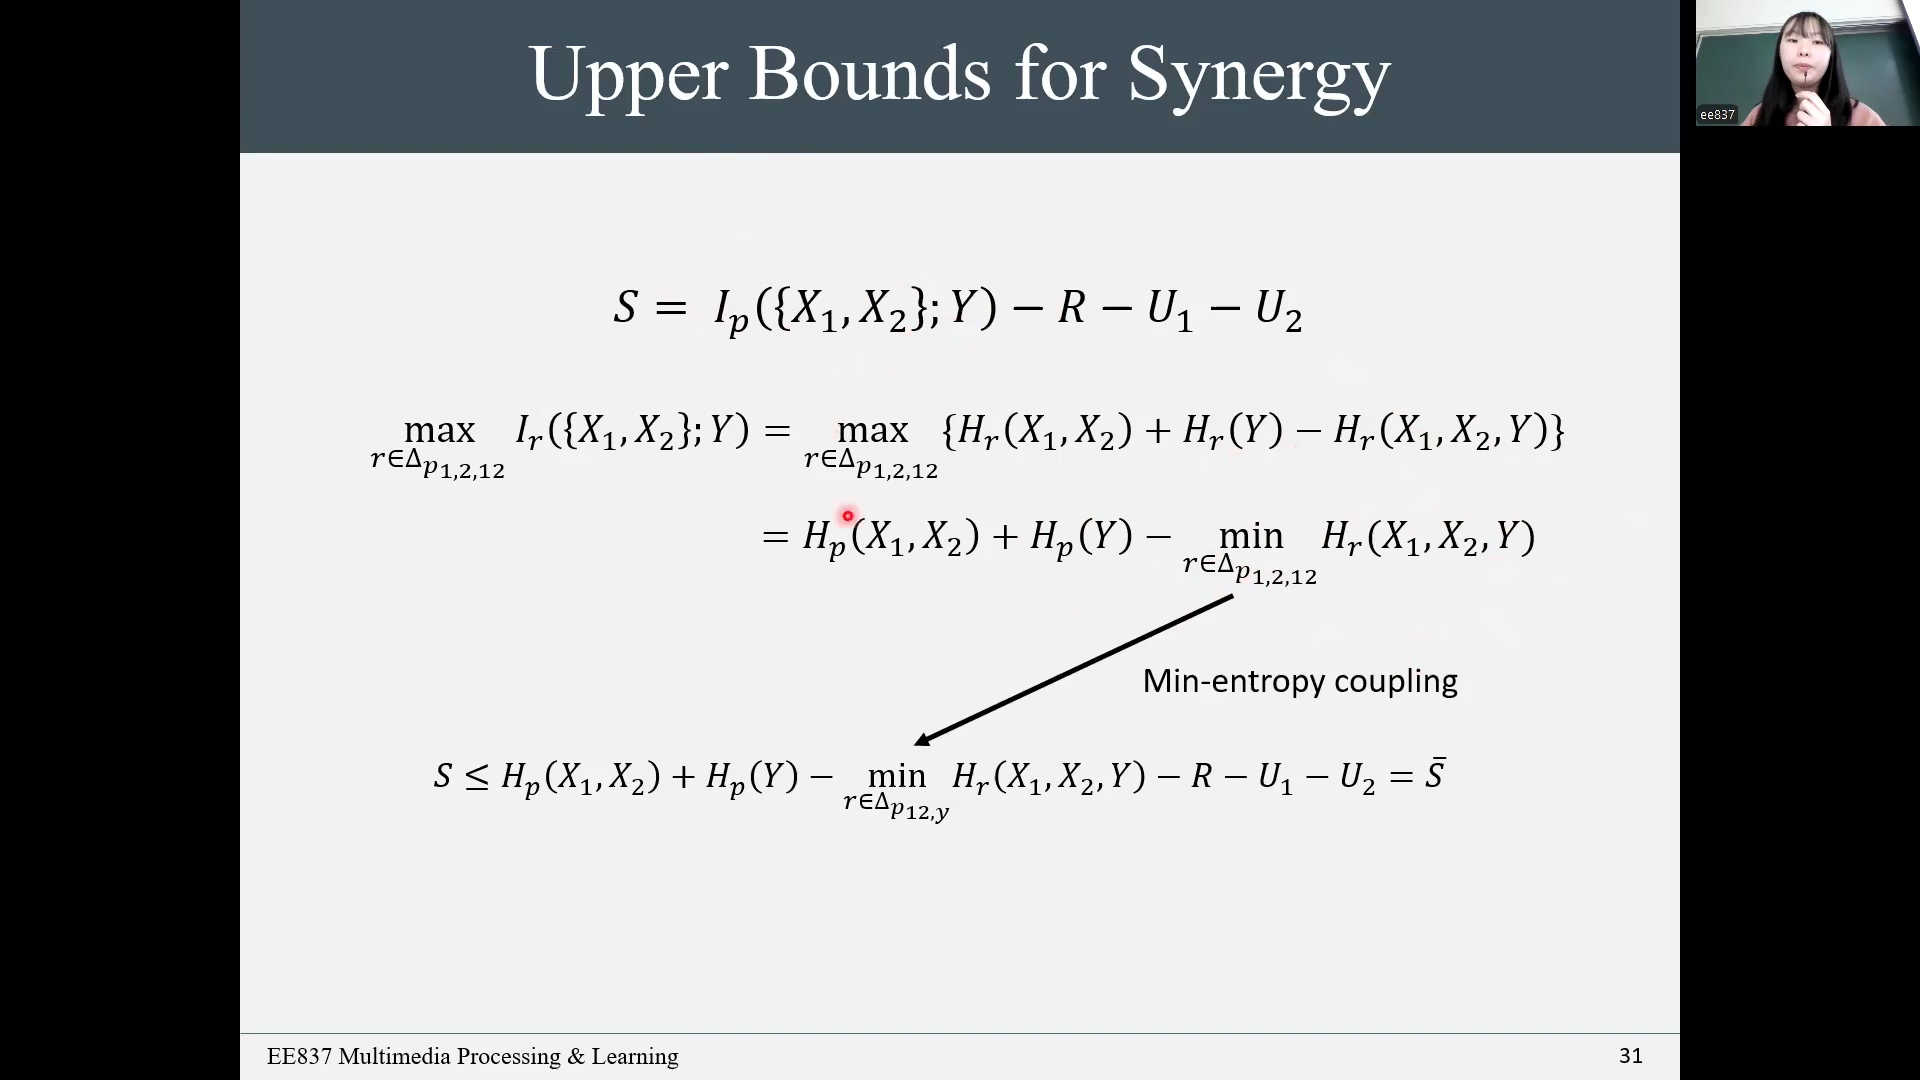 Upper Bounds for Synergy
ee837
S = I_p({X_1, X_2}; Y) − R − U_1 − U_2
max_{r∈Δ_{p_{1,2,12}}} I_r({X_1, X_2}; Y) = max_{r∈Δ_{p_{1,2,12}}} {H_r(X_1, X_2) + H_r(Y) − H_r(X_1, X_2, Y)}
= H_p(X_1, X_2) + H_p(Y) − min_{r∈Δ_{p_{1,2,12}}} H_r(X_1, X_2, Y)
Min-entropy coupling
S ≤ H_p(X_1, X_2) + H_p(Y) − min_{r∈Δ_{p_{12,y}}} H_r(X_1, X_2, Y) − R − U_1 − U_2 = S̄
EE837 Multimedia Processing & Learning
31